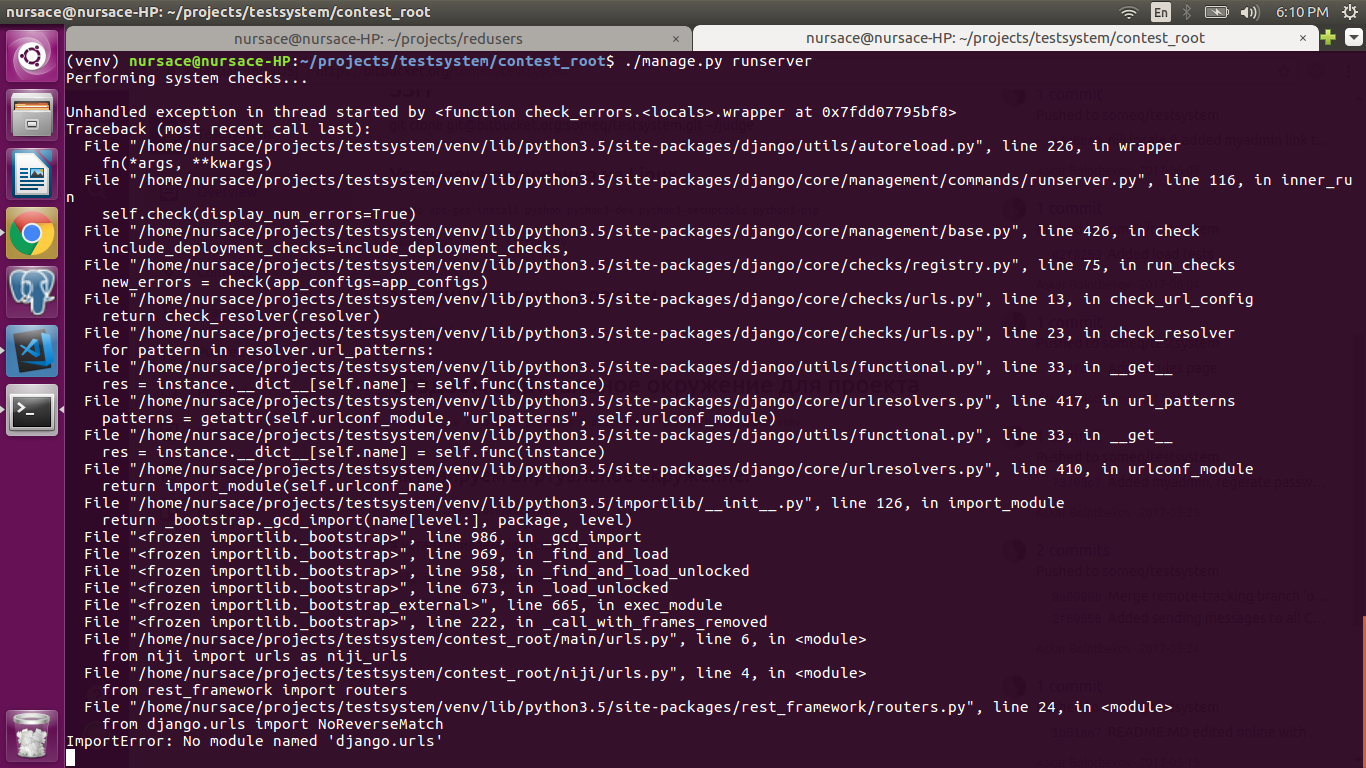 nursace@nursace-HP: ~/projects/testsystem/contest_root
En
6:10 PM
nursace@nursace-HP: ~/projects/redusers ×
nursace@nursace-HP: ~/projects/testsystem/contest_root ×
(venv) nursace@nursace-HP:~/projects/testsystem/contest_root$ ./manage.py runserver
Performing system checks...
Unhandled exception in thread started by <function check_errors.<locals>.wrapper at 0x7fdd07795bf8>
Traceback (most recent call last):
File "/home/nursace/projects/testsystem/venv/lib/python3.5/site-packages/django/utils/autoreload.py", line 226, in wrapper
fn(*args, **kwargs)
File "/home/nursace/projects/testsystem/venv/lib/python3.5/site-packages/django/core/management/commands/runserver.py", line 116, in inner_ru
n
self.check(display_num_errors=True)
File "/home/nursace/projects/testsystem/venv/lib/python3.5/site-packages/django/core/management/base.py", line 426, in check
include_deployment_checks=include_deployment_checks,
File "/home/nursace/projects/testsystem/venv/lib/python3.5/site-packages/django/core/checks/registry.py", line 75, in run_checks
new_errors = check(app_configs=app_configs)
File "/home/nursace/projects/testsystem/venv/lib/python3.5/site-packages/django/core/checks/urls.py", line 13, in check_url_config
return check_resolver(resolver)
File "/home/nursace/projects/testsystem/venv/lib/python3.5/site-packages/django/core/checks/urls.py", line 23, in check_resolver
for pattern in resolver.url_patterns:
File "/home/nursace/projects/testsystem/venv/lib/python3.5/site-packages/django/utils/functional.py", line 33, in __get__
res = instance.__dict__[self.name] = self.func(instance)
File "/home/nursace/projects/testsystem/venv/lib/python3.5/site-packages/django/core/urlresolvers.py", line 417, in url_patterns
patterns = getattr(self.urlconf_module, "urlpatterns", self.urlconf_module)
File "/home/nursace/projects/testsystem/venv/lib/python3.5/site-packages/django/utils/functional.py", line 33, in __get__
res = instance.__dict__[self.name] = self.func(instance)
File "/home/nursace/projects/testsystem/venv/lib/python3.5/site-packages/django/core/urlresolvers.py", line 410, in urlconf_module
return import_module(self.urlconf_name)
File "/home/nursace/projects/testsystem/venv/lib/python3.5/importlib/__init__.py", line 126, in import_module
return _bootstrap._gcd_import(name[level:], package, level)
File "<frozen importlib._bootstrap>", line 986, in _gcd_import
File "<frozen importlib._bootstrap>", line 969, in _find_and_load
File "<frozen importlib._bootstrap>", line 958, in _find_and_load_unlocked
File "<frozen importlib._bootstrap>", line 673, in _load_unlocked
File "<frozen importlib._bootstrap_external>", line 665, in exec_module
File "<frozen importlib._bootstrap>", line 222, in _call_with_frames_removed
File "/home/nursace/projects/testsystem/contest_root/main/urls.py", line 6, in <module>
from niji import urls as niji_urls
File "/home/nursace/projects/testsystem/contest_root/niji/urls.py", line 4, in <module>
from rest_framework import routers
File "/home/nursace/projects/testsystem/venv/lib/python3.5/site-packages/rest_framework/routers.py", line 24, in <module>
from django.urls import NoReverseMatch
ImportError: No module named 'django.urls'